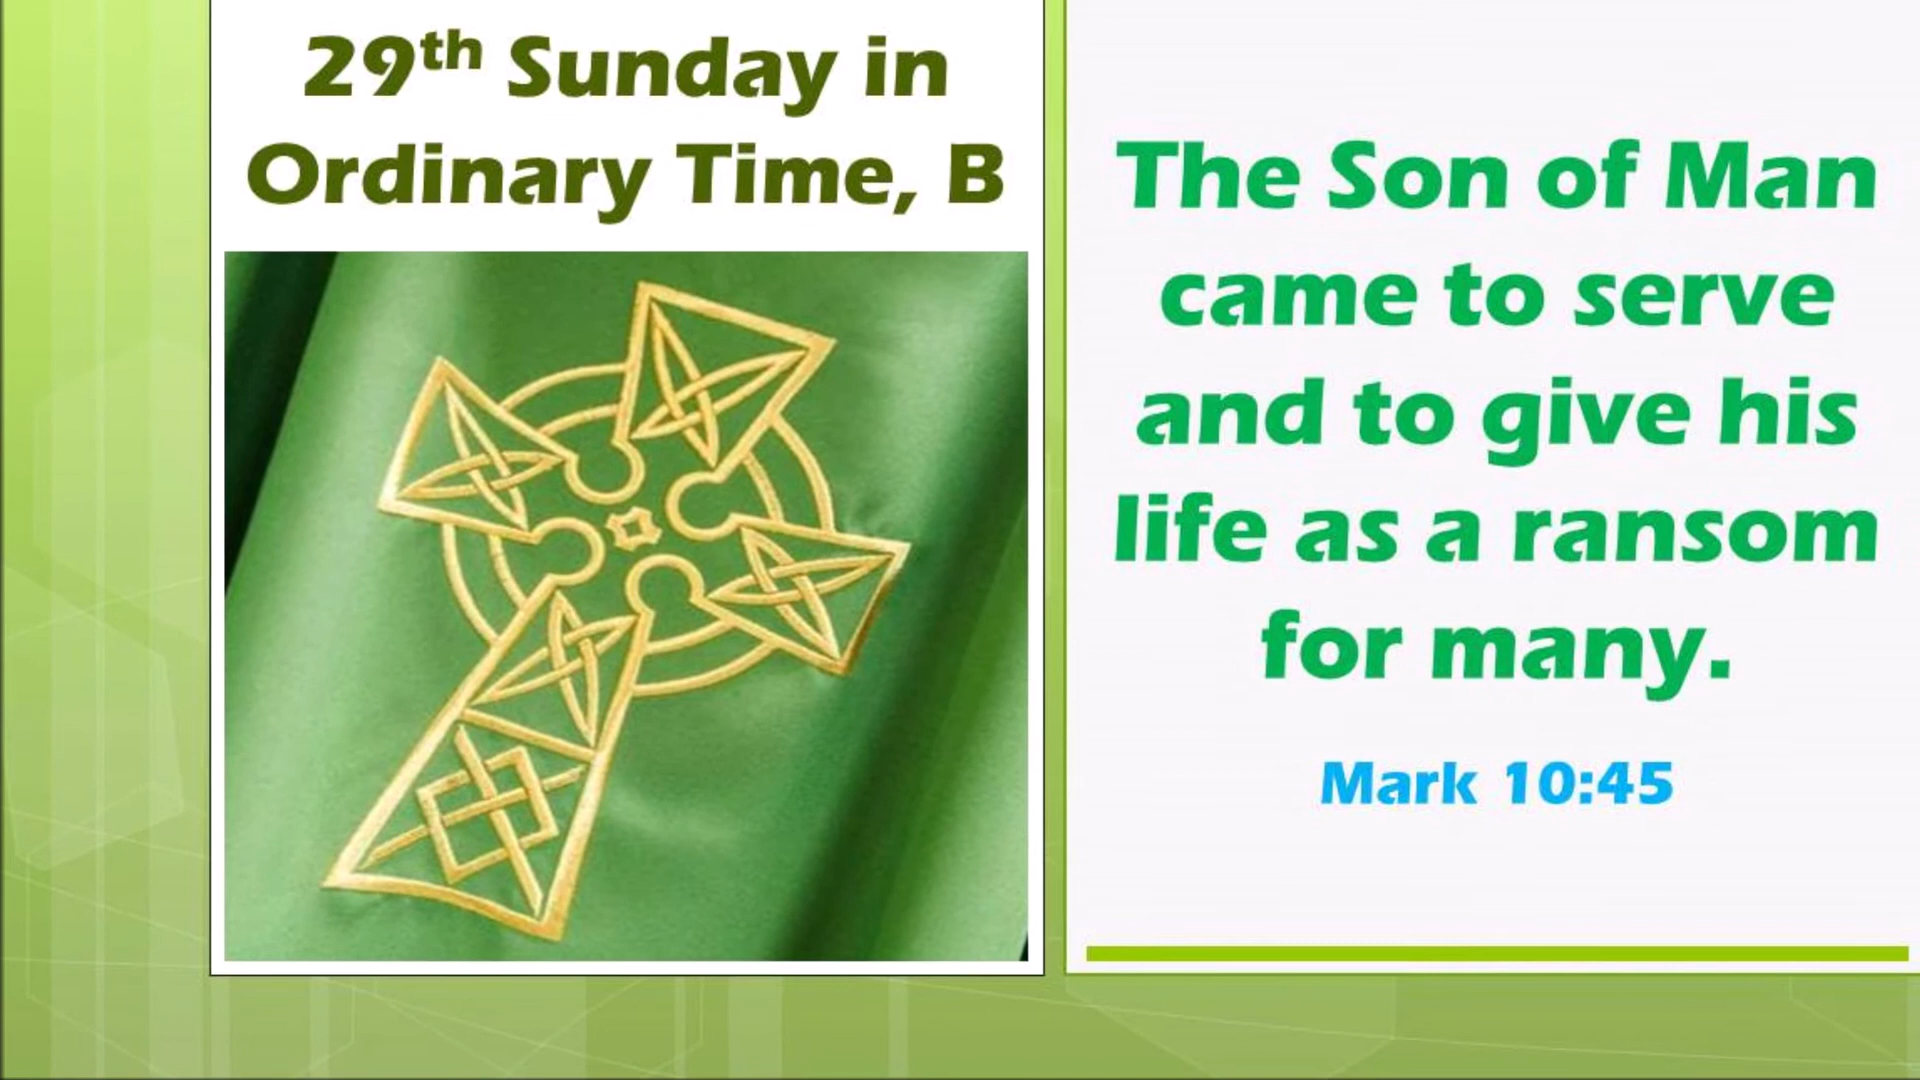 29th Sunday in
Ordinary Time, B
The Son of Man
came to serve
and to give his
life as a ransom
for many.
Mark 10:45